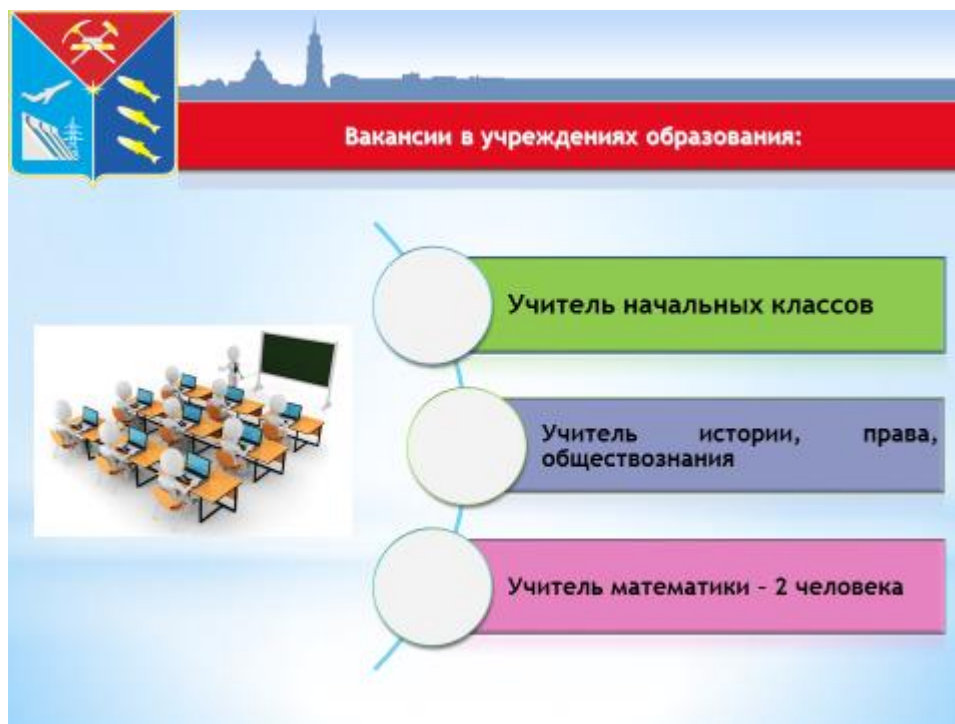 Вакансии в учреждениях образования:
Учитель начальных классов
Учитель истории, права,
обществознания
Учитель математики - 2 человека